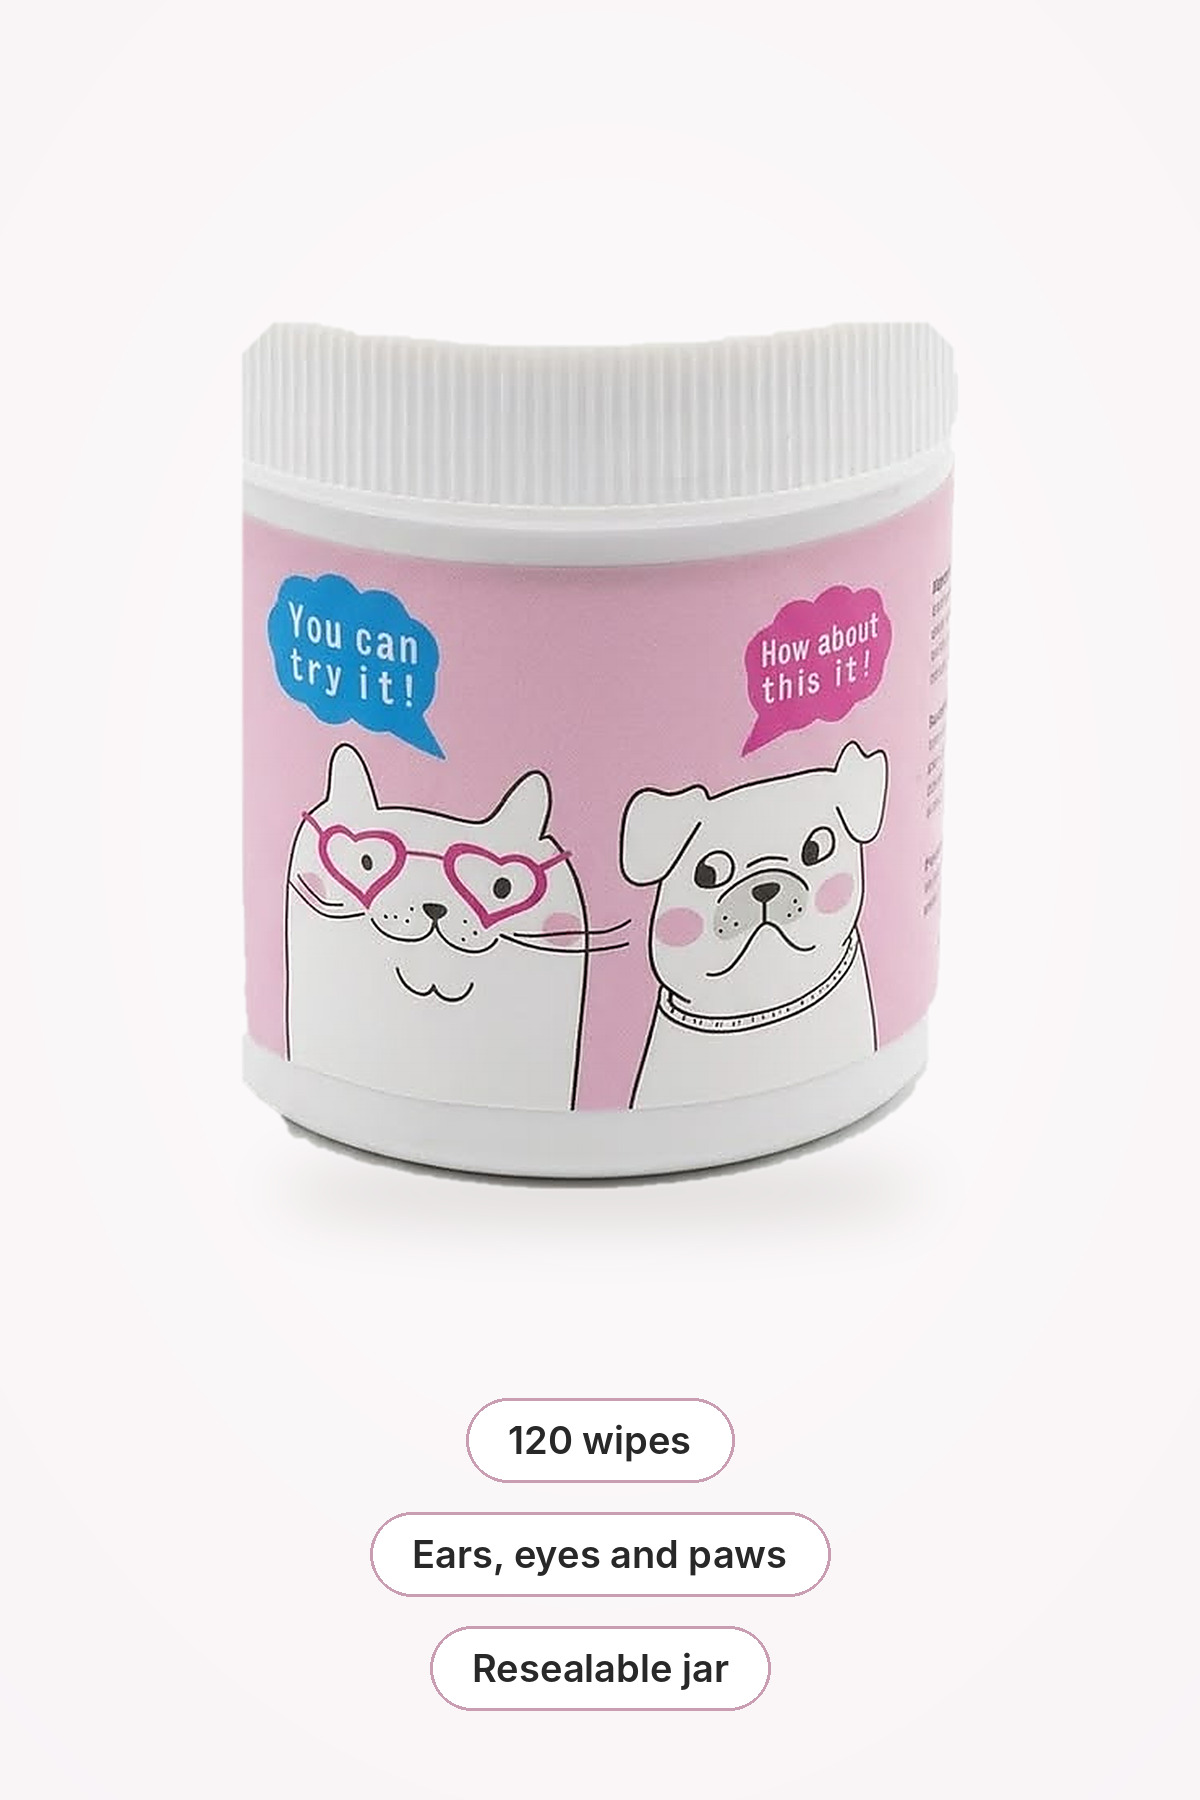 You can
try it!
How about
this it!
120 wipes
Ears, eyes and paws
Resealable jar